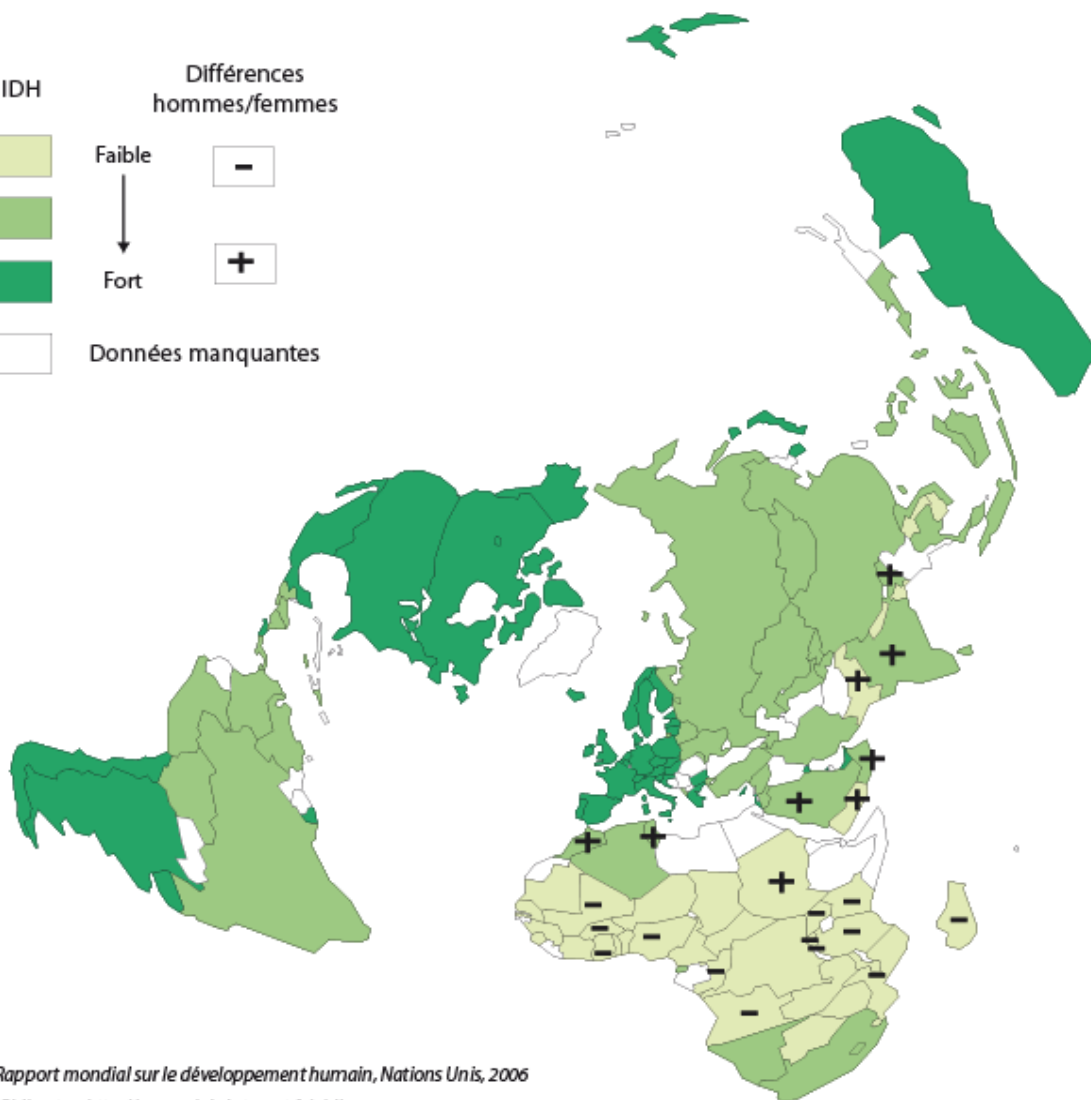 IDH
Différences
hommes/femmes
Faible
-
+
Fort
Données manquantes
Rapport mondial sur le développement humain, Nations Unis, 2006